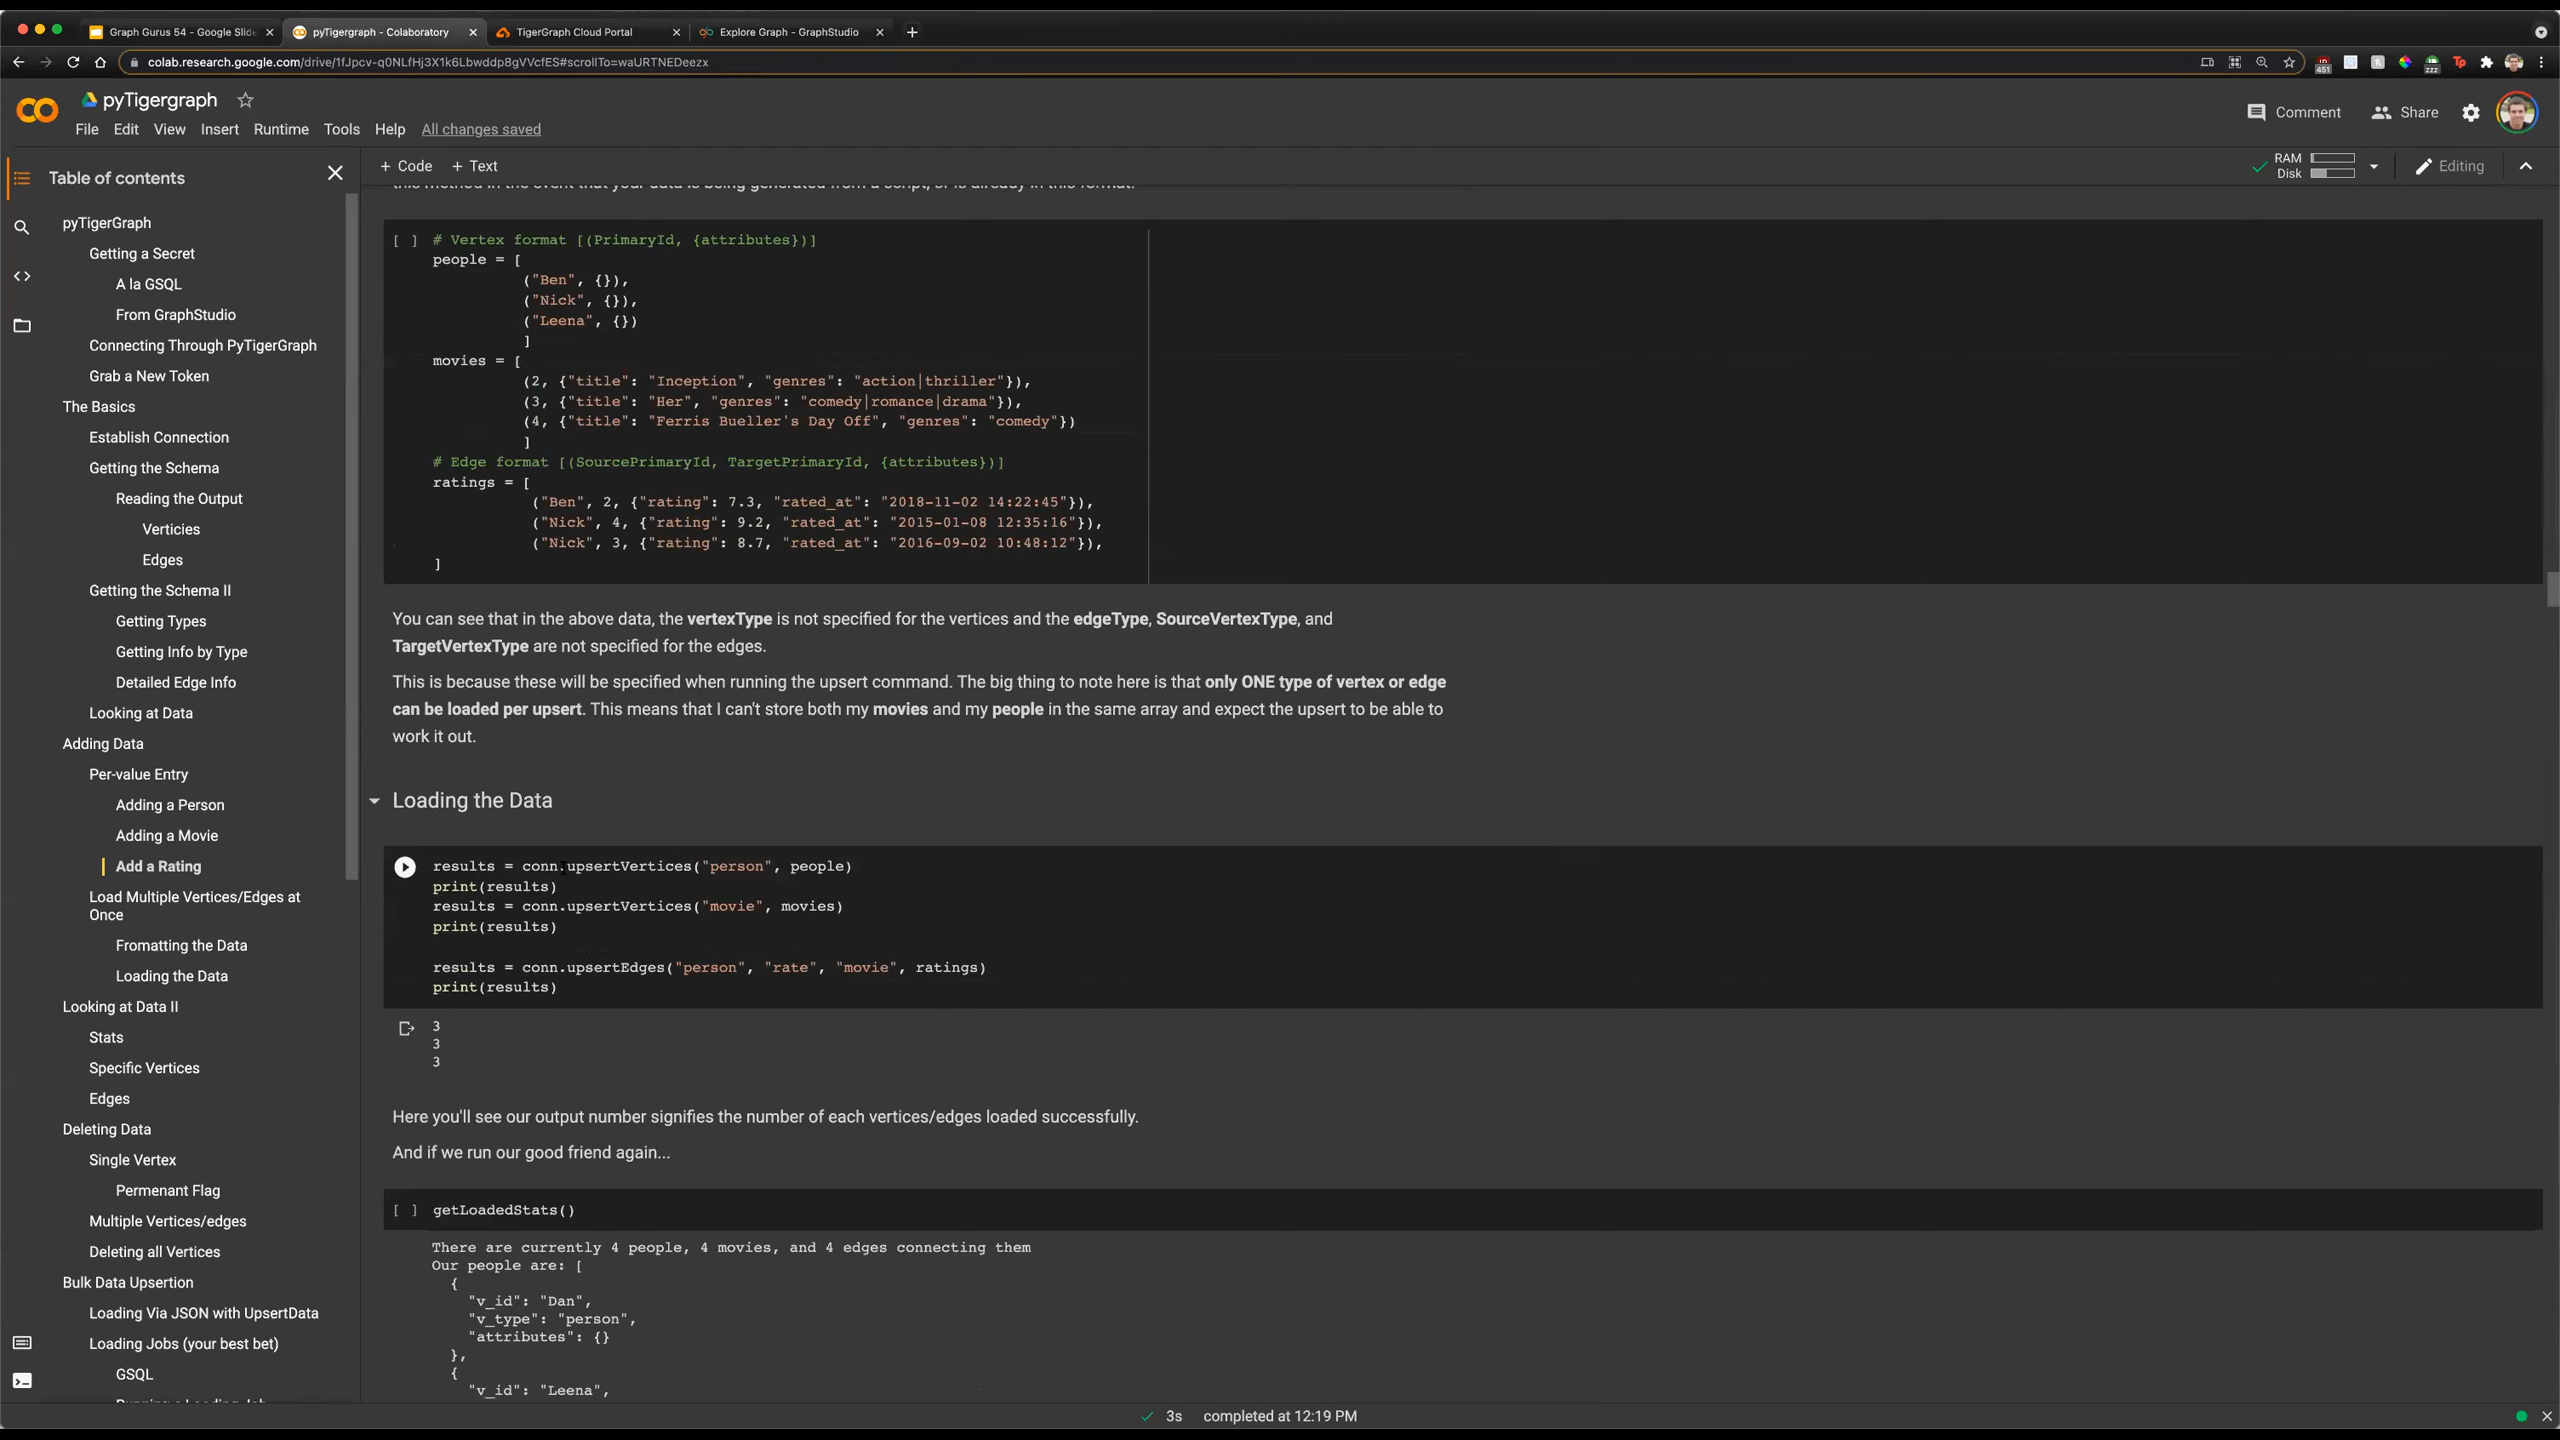 Graph Gurus 54 - Google Slide
pyTigergraph - Colaboratory
TigerGraph Cloud Portal
Explore Graph - GraphStudio
colab.research.google.com/drive/1fJpcv-q0NLfHj3X1k6Lbwddp8gVVcfES#scrollTo=waURTNEDeezx
pyTigergraph
File Edit View Insert Runtime Tools Help All changes saved
Comment Share
+ Code + Text
RAM
Disk
Editing
Table of contents
pyTigerGraph
Getting a Secret
A la GSQL
From GraphStudio
Connecting Through PyTigerGraph
Grab a New Token
The Basics
Establish Connection
Getting the Schema
Reading the Output
Verticies
Edges
Getting the Schema II
Getting Types
Getting Info by Type
Detailed Edge Info
Looking at Data
Adding Data
Per-value Entry
Adding a Person
Adding a Movie
Add a Rating
Load Multiple Vertices/Edges at
Once
Fromatting the Data
Loading the Data
Looking at Data II
Stats
Specific Vertices
Edges
Deleting Data
Single Vertex
Permenant Flag
Multiple Vertices/edges
Deleting all Vertices
Bulk Data Upsertion
Loading Via JSON with UpsertData
Loading Jobs (your best bet)
GSQL
this method in the event that your data is being generated from a script, or is already in this format.
[ ] # Vertex format [(PrimaryId, {attributes})]
people = [
("Ben", {}),
("Nick", {}),
("Leena", {})
]
movies = [
(2, {"title": "Inception", "genres": "action|thriller"}),
(3, {"title": "Her", "genres": "comedy|romance|drama"}),
(4, {"title": "Ferris Bueller's Day Off", "genres": "comedy"})
]
# Edge format [(SourcePrimaryId, TargetPrimaryId, {attributes})]
ratings = [
("Ben", 2, {"rating": 7.3, "rated_at": "2018-11-02 14:22:45"}),
("Nick", 4, {"rating": 9.2, "rated_at": "2015-01-08 12:35:16"}),
("Nick", 3, {"rating": 8.7, "rated_at": "2016-09-02 10:48:12"}),
]
You can see that in the above data, the vertexType is not specified for the vertices and the edgeType, SourceVertexType, and
TargetVertexType are not specified for the edges.
This is because these will be specified when running the upsert command. The big thing to note here is that only ONE type of vertex or edge
can be loaded per upsert. This means that I can't store both my movies and my people in the same array and expect the upsert to be able to
work it out.
Loading the Data
results = conn.upsertVertices("person", people)
print(results)
results = conn.upsertVertices("movie", movies)
print(results)
results = conn.upsertEdges("person", "rate", "movie", ratings)
print(results)
3
3
3
Here you'll see our output number signifies the number of each vertices/edges loaded successfully.
And if we run our good friend again...
[ ] getLoadedStats()
There are currently 4 people, 4 movies, and 4 edges connecting them
Our people are: [
{
"v_id": "Dan",
"v_type": "person",
"attributes": {}
},
{
"v_id": "Leena",
3s completed at 12:19 PM